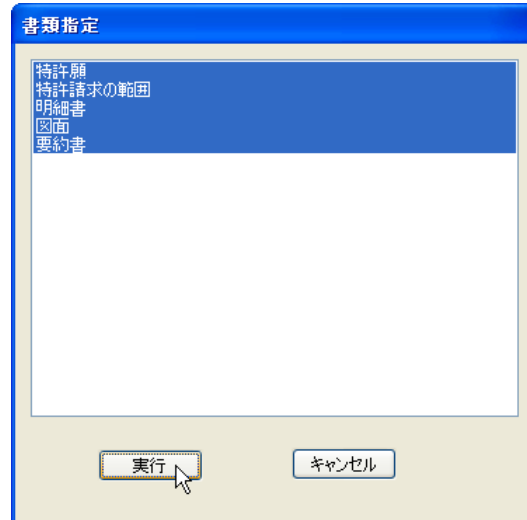 書類指定
特許願
特許請求の範囲
明細書
図面
要約書
実行
キャンセル